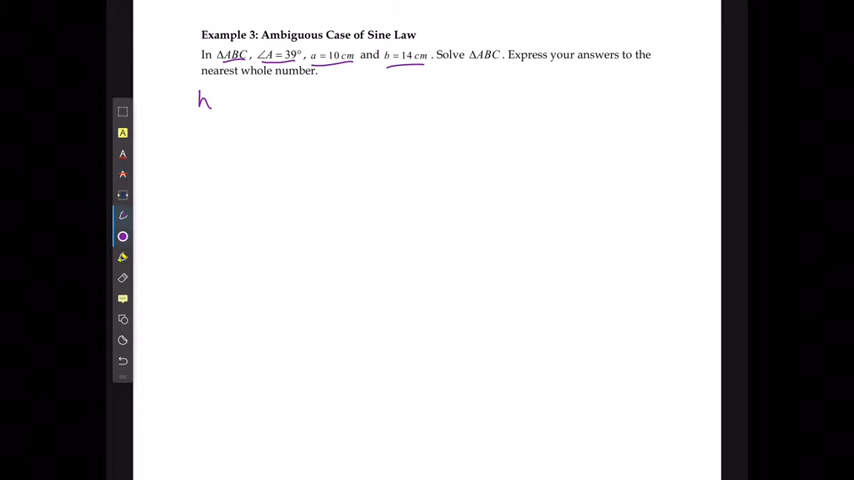 Example 3: Ambiguous Case of Sine Law
In ΔABC, ∠A = 39°, a = 10 cm and b = 14 cm. Solve ΔABC. Express your answers to the
nearest whole number.
h